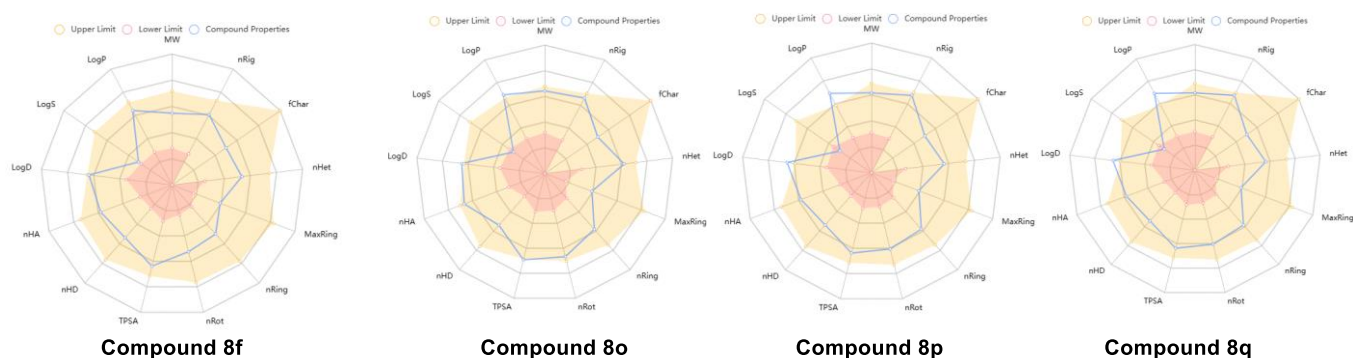 Upper Limit Lower Limit Compound Properties
MW
nRig
fChar
nHet
MaxRing
nRing
nRot
TPSA
nHD
nHA
LogD
LogS
LogP
Compound 8f
Upper Limit Lower Limit Compound Properties
MW
nRig
fChar
nHet
MaxRing
nRing
nRot
TPSA
nHD
nHA
LogD
LogS
LogP
Compound 8o
Upper Limit Lower Limit Compound Properties
MW
nRig
fChar
nHet
MaxRing
nRing
nRot
TPSA
nHD
nHA
LogD
LogS
LogP
Compound 8p
Upper Limit Lower Limit Compound Properties
MW
nRig
fChar
nHet
MaxRing
nRing
nRot
TPSA
nHD
nHA
LogD
LogS
LogP
Compound 8q